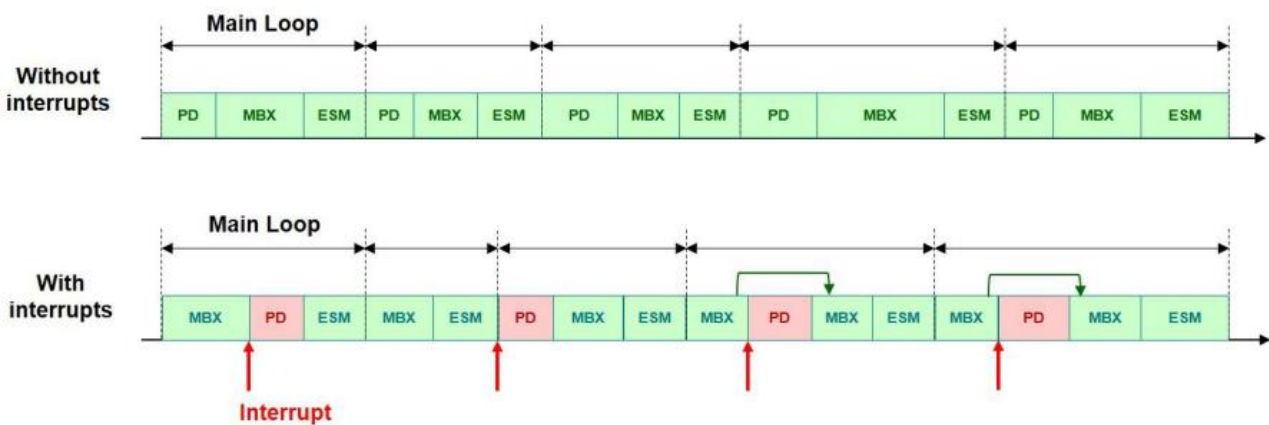 Main Loop
Without
interrupts
PD MBX ESM PD MBX ESM PD MBX ESM PD MBX ESM PD MBX ESM
Main Loop
With
interrupts
MBX PD ESM MBX ESM PD MBX ESM MBX PD MBX ESM MBX PD MBX ESM
Interrupt